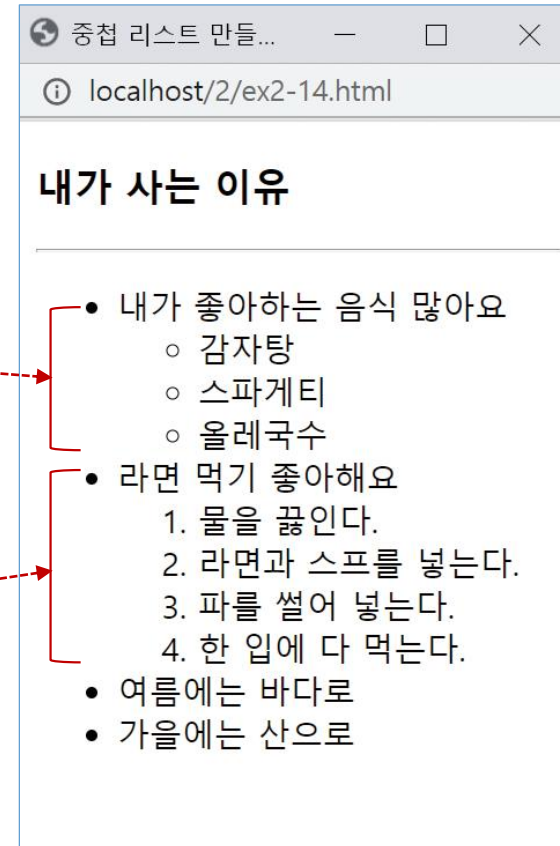 중첩 리스트 만들...
localhost/2/ex2-14.html
내가 사는 이유
• 내가 좋아하는 음식 많아요
◦ 감자탕
◦ 스파게티
◦ 올레국수
• 라면 먹기 좋아해요
1. 물을 끓인다.
2. 라면과 스프를 넣는다.
3. 파를 썰어 넣는다.
4. 한 입에 다 먹는다.
• 여름에는 바다로
• 가을에는 산으로